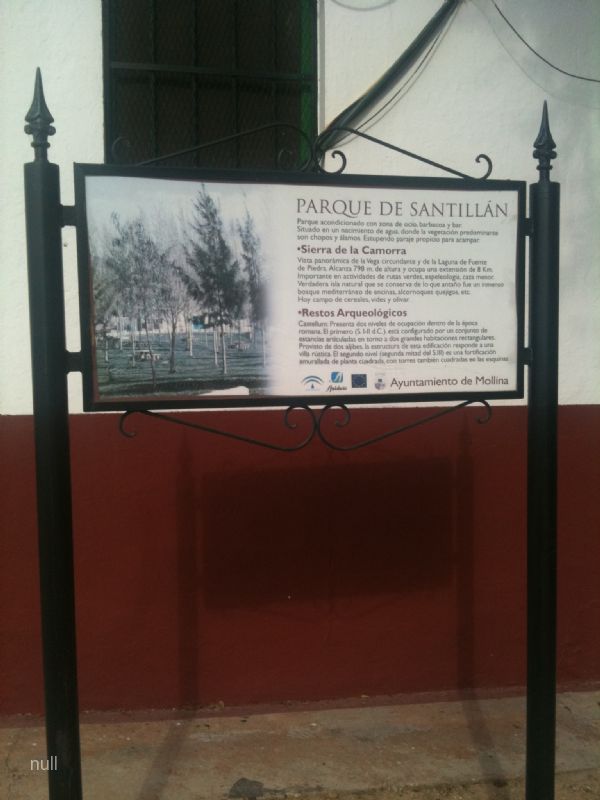 PARQUE DE SANTILLÁN
Parque acondicionado con zona de ocio, barbacoa y bar.
Situado en un nacimiento de agua, donde la vegetación predominante
son chopos y álamos. Estupendo paraje propicio para acampar.
•Sierra de la Camorra
Vista panorámica de la Vega circundante y de la Laguna de Fuente
de Piedra. Alcanza 798 m. de altura y ocupa una extensión de 8 Km.
Importante en actividades de rutas verdes, espeleología, caza menor.
Verdadera isla natural que se conserva de lo que antaño fue un inmenso
bosque mediterráneo de encinas, alcornoques quejigos, etc.
Hoy campo de cereales, vides y olivar.
•Restos Arqueológicos
Castellum: Presenta dos niveles de ocupación dentro de la época
romana. El primero (S. I-II d.C.) está configurado por un conjunto de
estancias articuladas en torno a dos grandes habitaciones rectangulares.
Provisto de dos aljibes, la estructura de esta edificación responde a una
villa rústica. El segundo nivel (segunda mitad del S.III) es una fortificación
amurallada de planta cuadrada, con torres también cuadradas en las esquinas
Andalucía
Ayuntamiento de Mollina
null